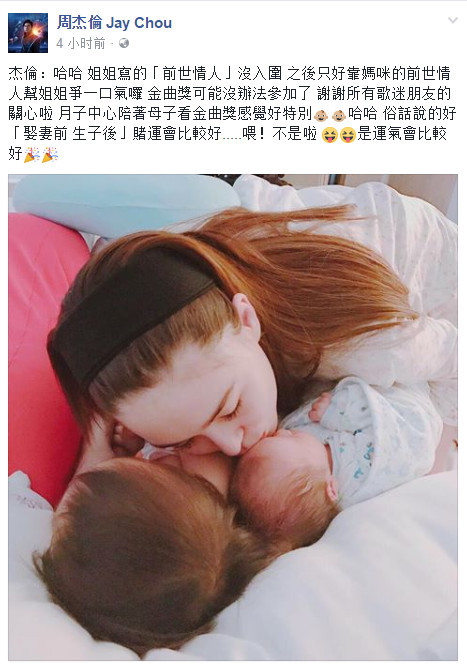 周杰倫 Jay Chou
4 小时前 ·
杰倫：哈哈 姐姐寫的「前世情人」沒入圍 之後只好靠媽咪的前世情
人幫姐姐爭一口氣囉 金曲獎可能沒辦法參加了 謝謝所有歌迷朋友的
關心啦 月子中心陪著母子看金曲獎感覺好特別👶🏼👶🏼哈哈 俗話說的好
「娶妻前 生子後」賭運會比較好.....喂！不是啦 😝😝是運氣會比較
好🎉🎉